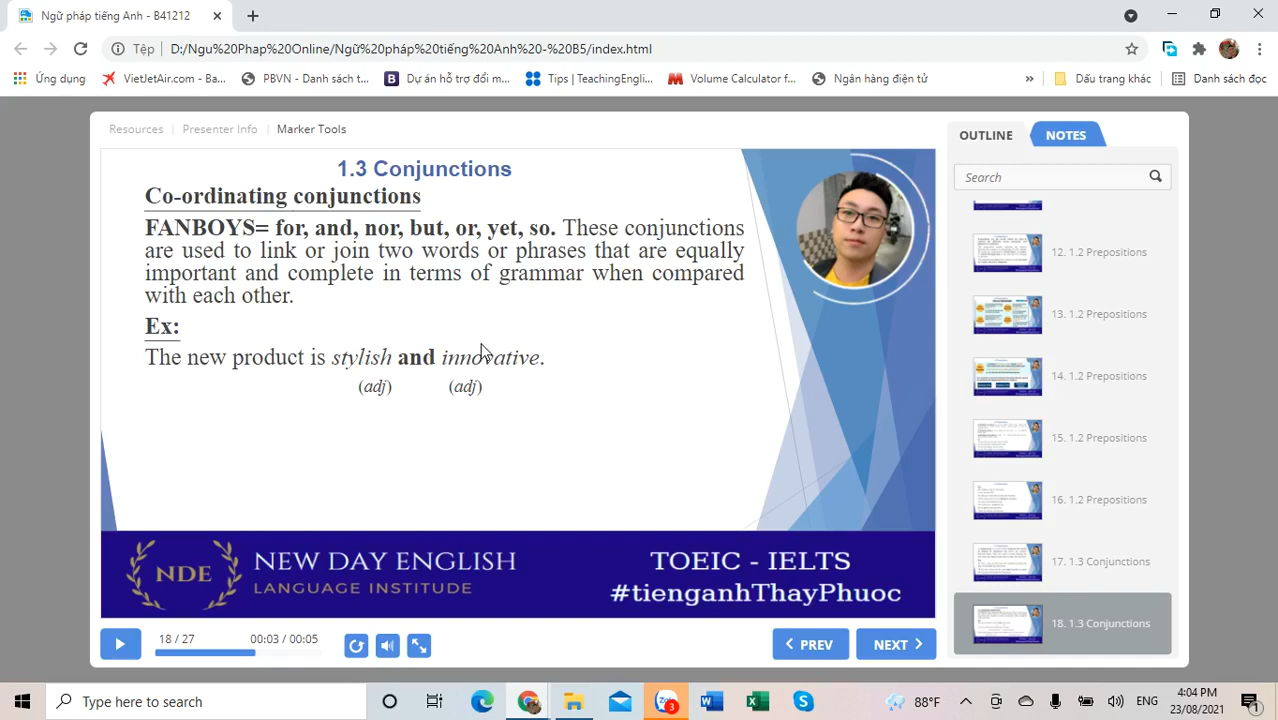 Ngữ pháp tiếng Anh - B41212
Tệp
D:/Ngu%20Phap%20Online/Ngữ%20pháp%20tiếng%20Anh%20-%20B5/index.html
Ứng dụng
VietJetAir.com - Ba...
PBVN - Danh sách t...
Dự án hỗ trợ đổi m...
Tips | TeachingEngli...
Volume Calculator f...
Ngân hàng điện tử
»
Dấu trang khác
Danh sách đọc
Resources | Presenter Info | Marker Tools
OUTLINE
NOTES
Search
1.3 Conjunctions
Co-ordinating conjunctions
FANBOYS= for, and, nor, but, or, yet, so. These conjunctions
are used to link or join two words or phrases that are equally
important and complete in terms of grammar when compared
with each other.
Ex:
The new product is stylish and innovative.
(adj) (adj)
NDE
NEW DAY ENGLISH
LANGUAGE INSTITUDE
TOEIC - IELTS
#tienganhThayPhuoc
12. 1.2 Prepositions
13. 1.2 Prepositions
14. 1.2 Prepositions
15. 1.2 Prepositions
16. 1.2 Prepositions
17. 1.3 Conjunctions
18. 1.3 Conjunctions
18 / 27
00:03 / 00:05
PREV
NEXT
Type here to search
3
88°F
ENG
4:04 PM
23/08/2021
1